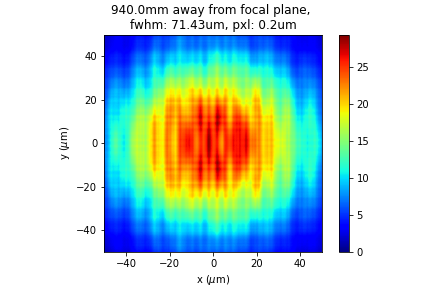 940.0mm away from focal plane,
fwhm: 71.43um, pxl: 0.2um
40
20
0
−20
−40
y (μm)
−40 −20 0 20 40
x (μm)
25
20
15
10
5
0